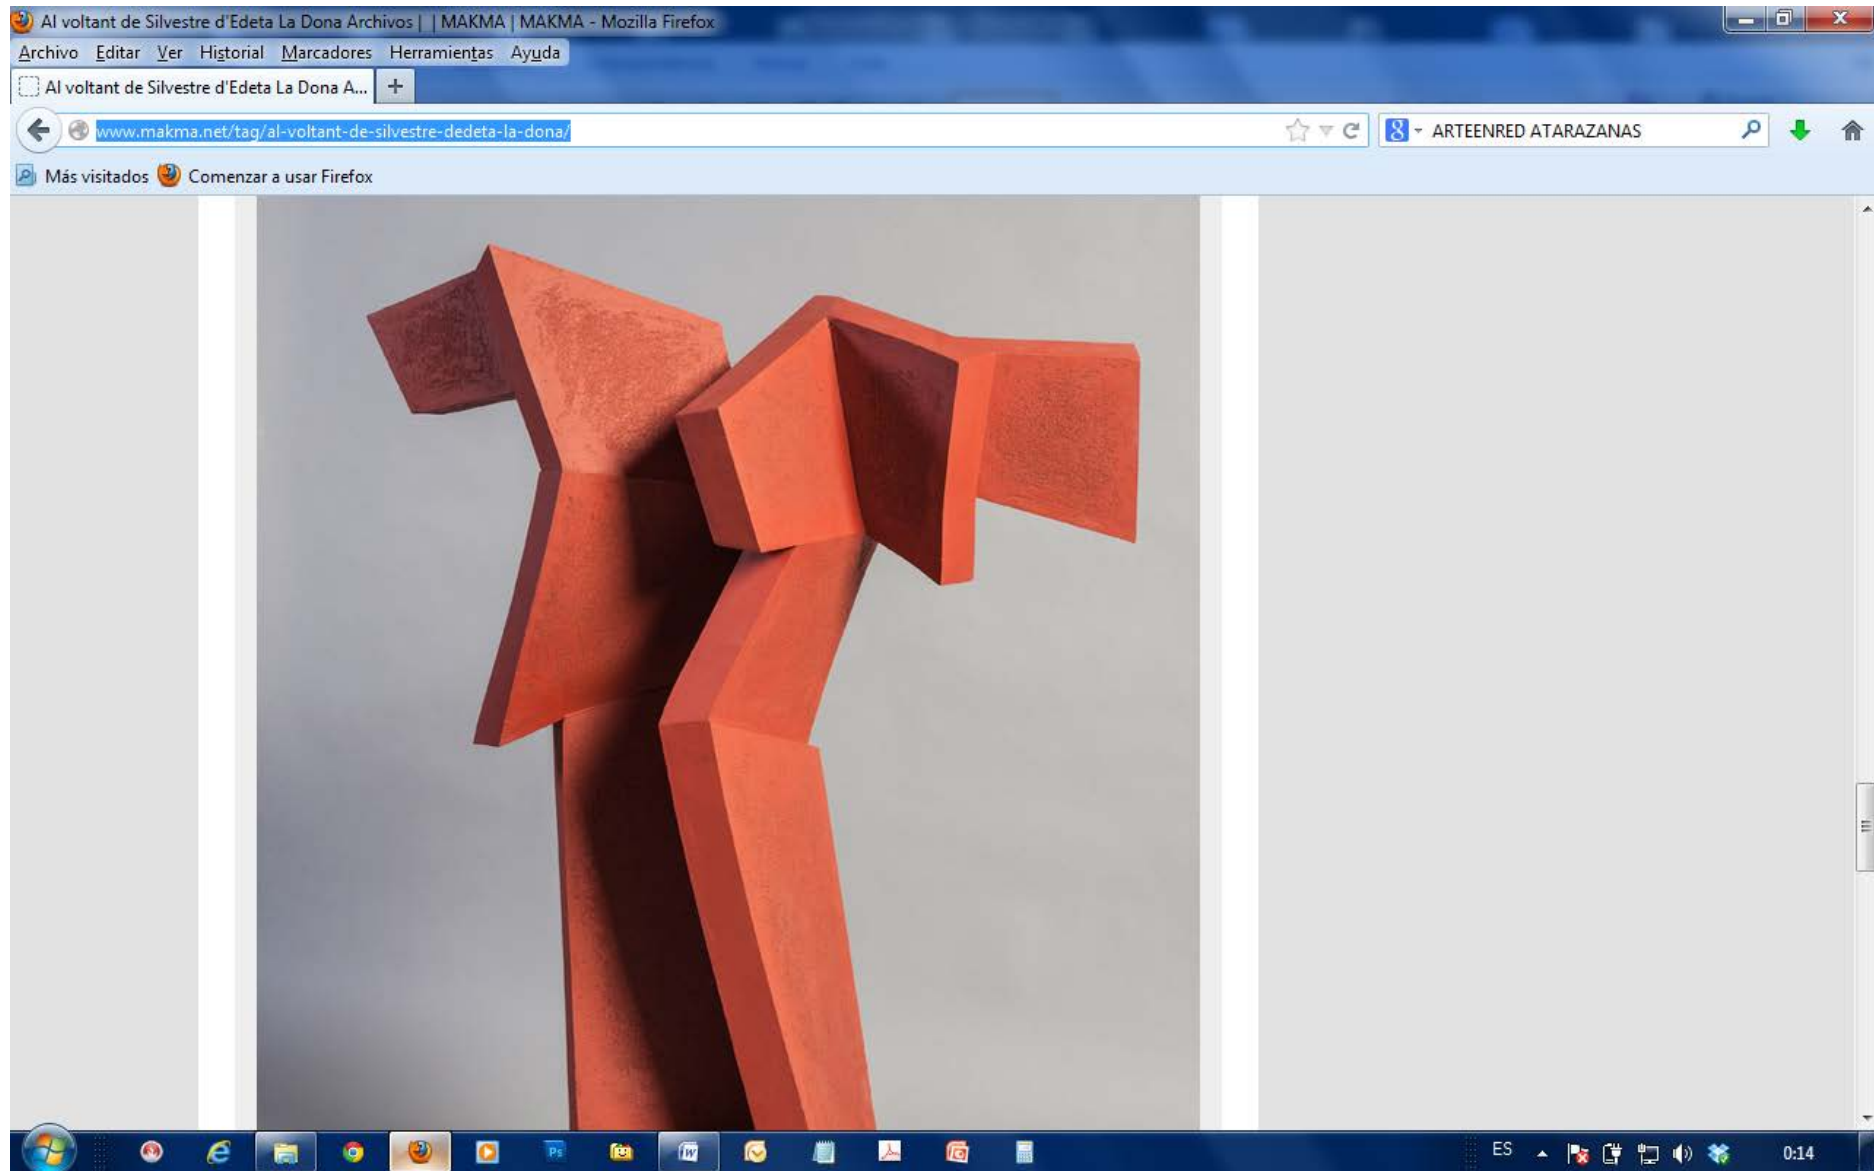 Al voltant de Silvestre d'Edeta La Dona Archivos | | MAKMA | MAKMA - Mozilla Firefox
Archivo Editar Ver Historial Marcadores Herramientas Ayuda
Al voltant de Silvestre d'Edeta La Dona A... +
www.makma.net/tag/al-voltant-de-silvestre-dedeta-la-dona/ 8 ARTEENRED ATARAZANAS
Más visitados Comenzar a usar Firefox
Ps W ES 0:14